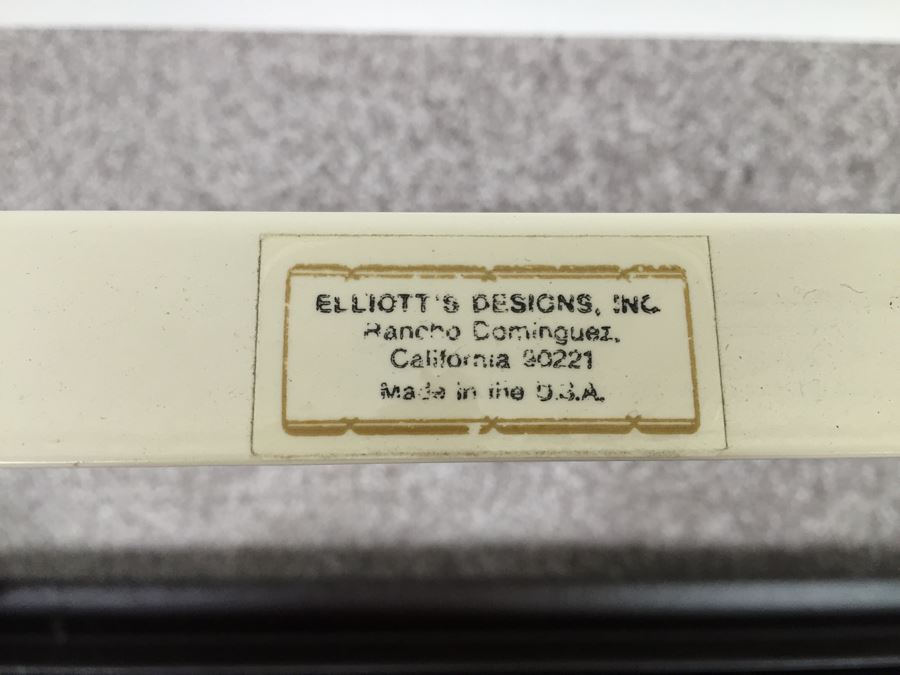 ELLIOTT'S DESIGNS, INC.
Rancho Dominguez,
California 90221
Made in the U.S.A.